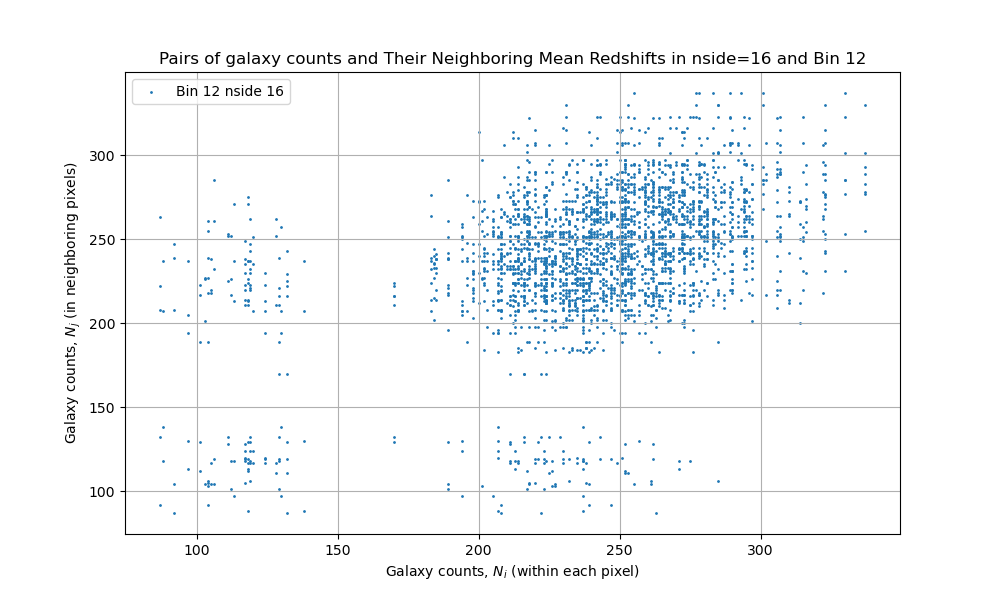 Pairs of galaxy counts and Their Neighboring Mean Redshifts in nside=16 and Bin 12
Bin 12 nside 16
300
250
200
150
100
Galaxy counts, N_j (in neighboring pixels)
100 150 200 250 300
Galaxy counts, N_i (within each pixel)